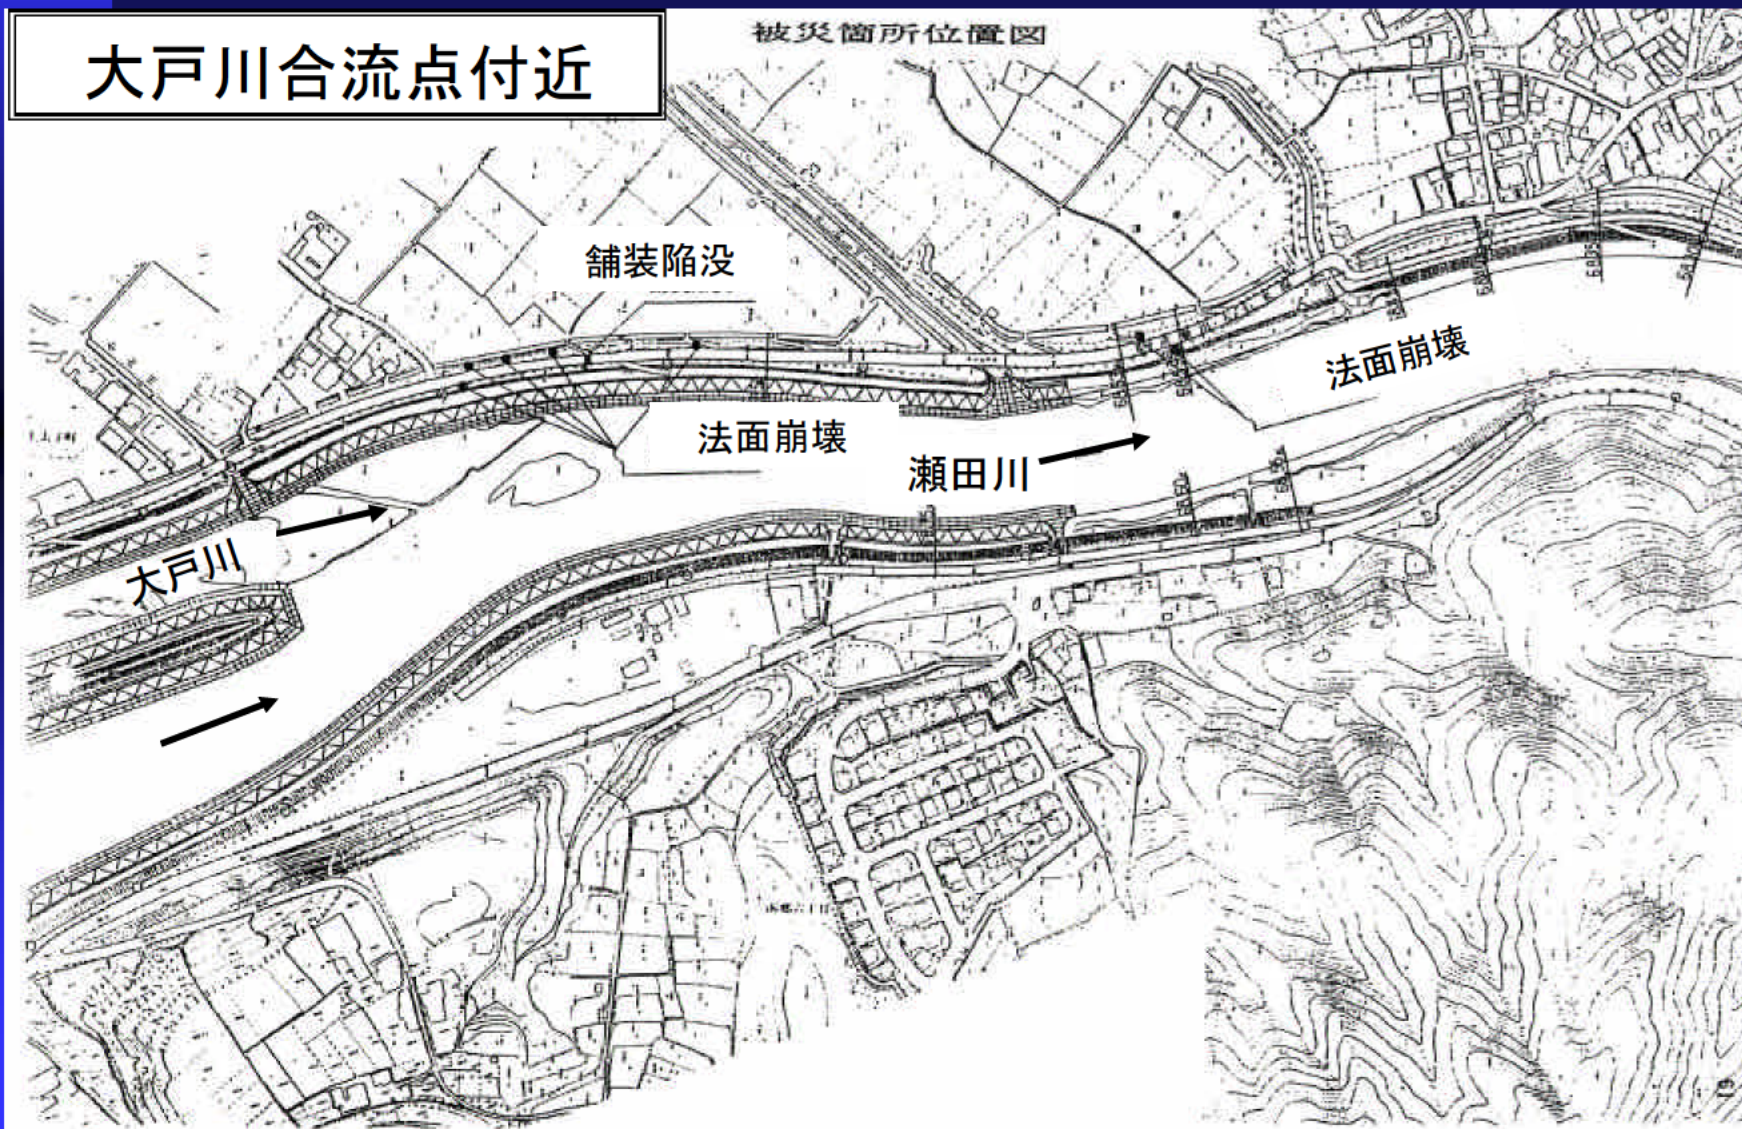 大戸川合流点付近
被災箇所位置図
舗装陥没
法面崩壊
法面崩壊
瀬田川
大戸川